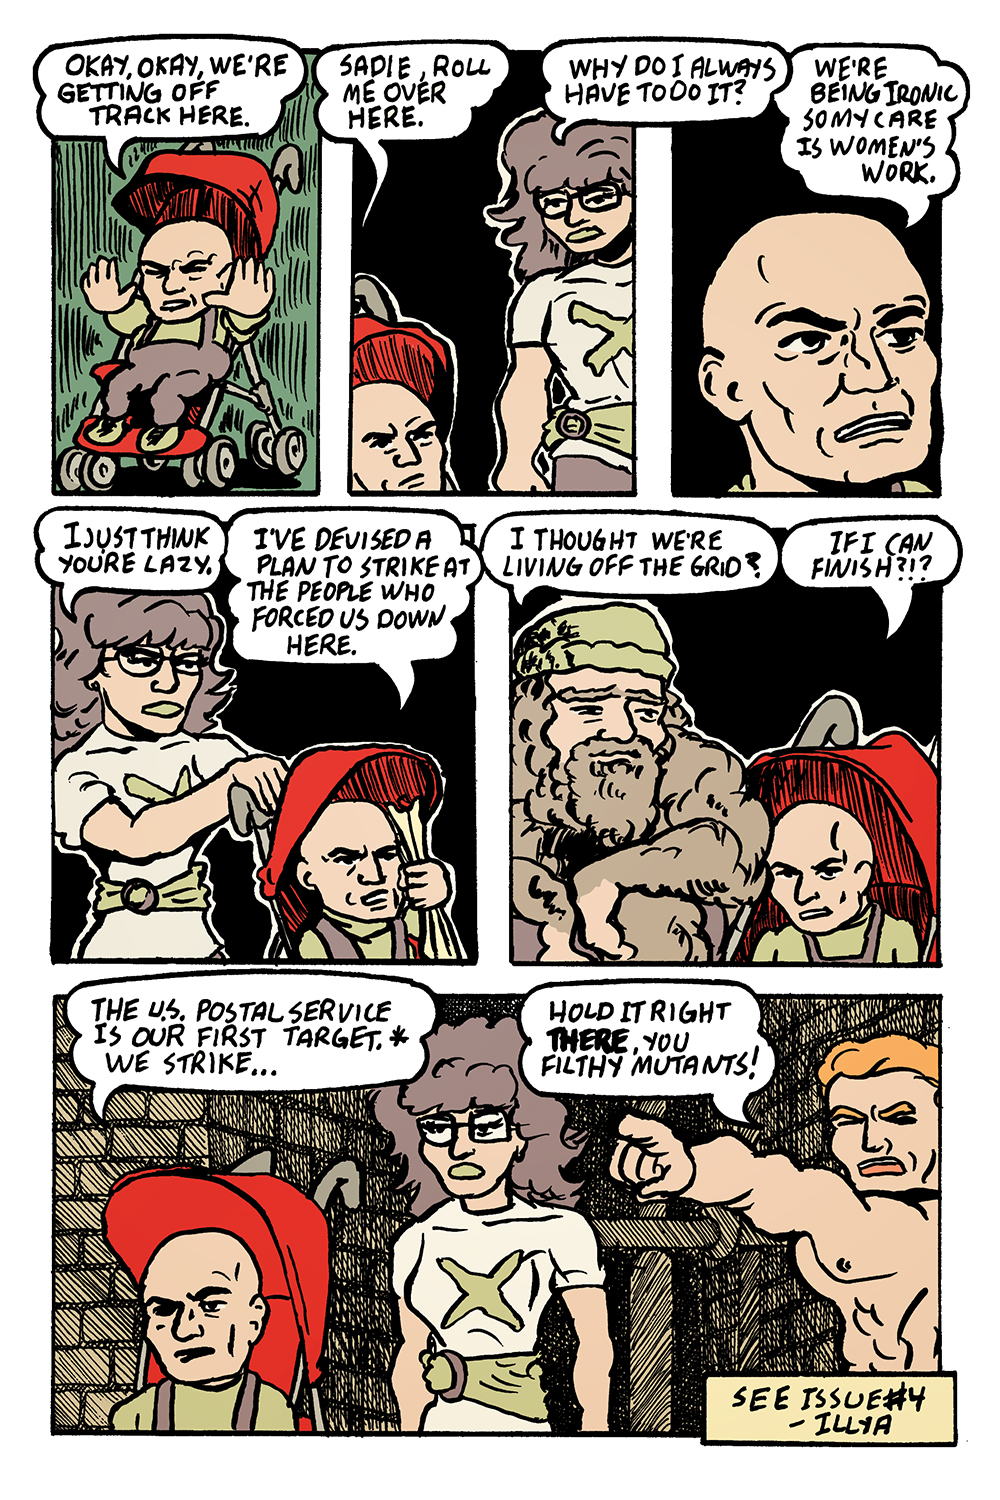 OKAY, OKAY, WE'RE
GETTING OFF
TRACK HERE.
SADIE, ROLL
ME OVER
HERE.
WHY DO I ALWAYS
HAVE TO DO IT?
WE'RE
BEING IRONIC
SO MY CARE
IS WOMEN'S
WORK.
I JUST THINK
YOU'RE LAZY.
I'VE DEVISED A
PLAN TO STRIKE AT
THE PEOPLE WHO
FORCED US DOWN
HERE.
I THOUGHT WE'RE
LIVING OFF THE GRID?
IF I CAN
FINISH?!?
THE U.S. POSTAL SERVICE
IS OUR FIRST TARGET.*
WE STRIKE...
HOLD IT RIGHT
THERE, YOU
FILTHY MUTANTS!
SEE ISSUE #4
- ILLYA